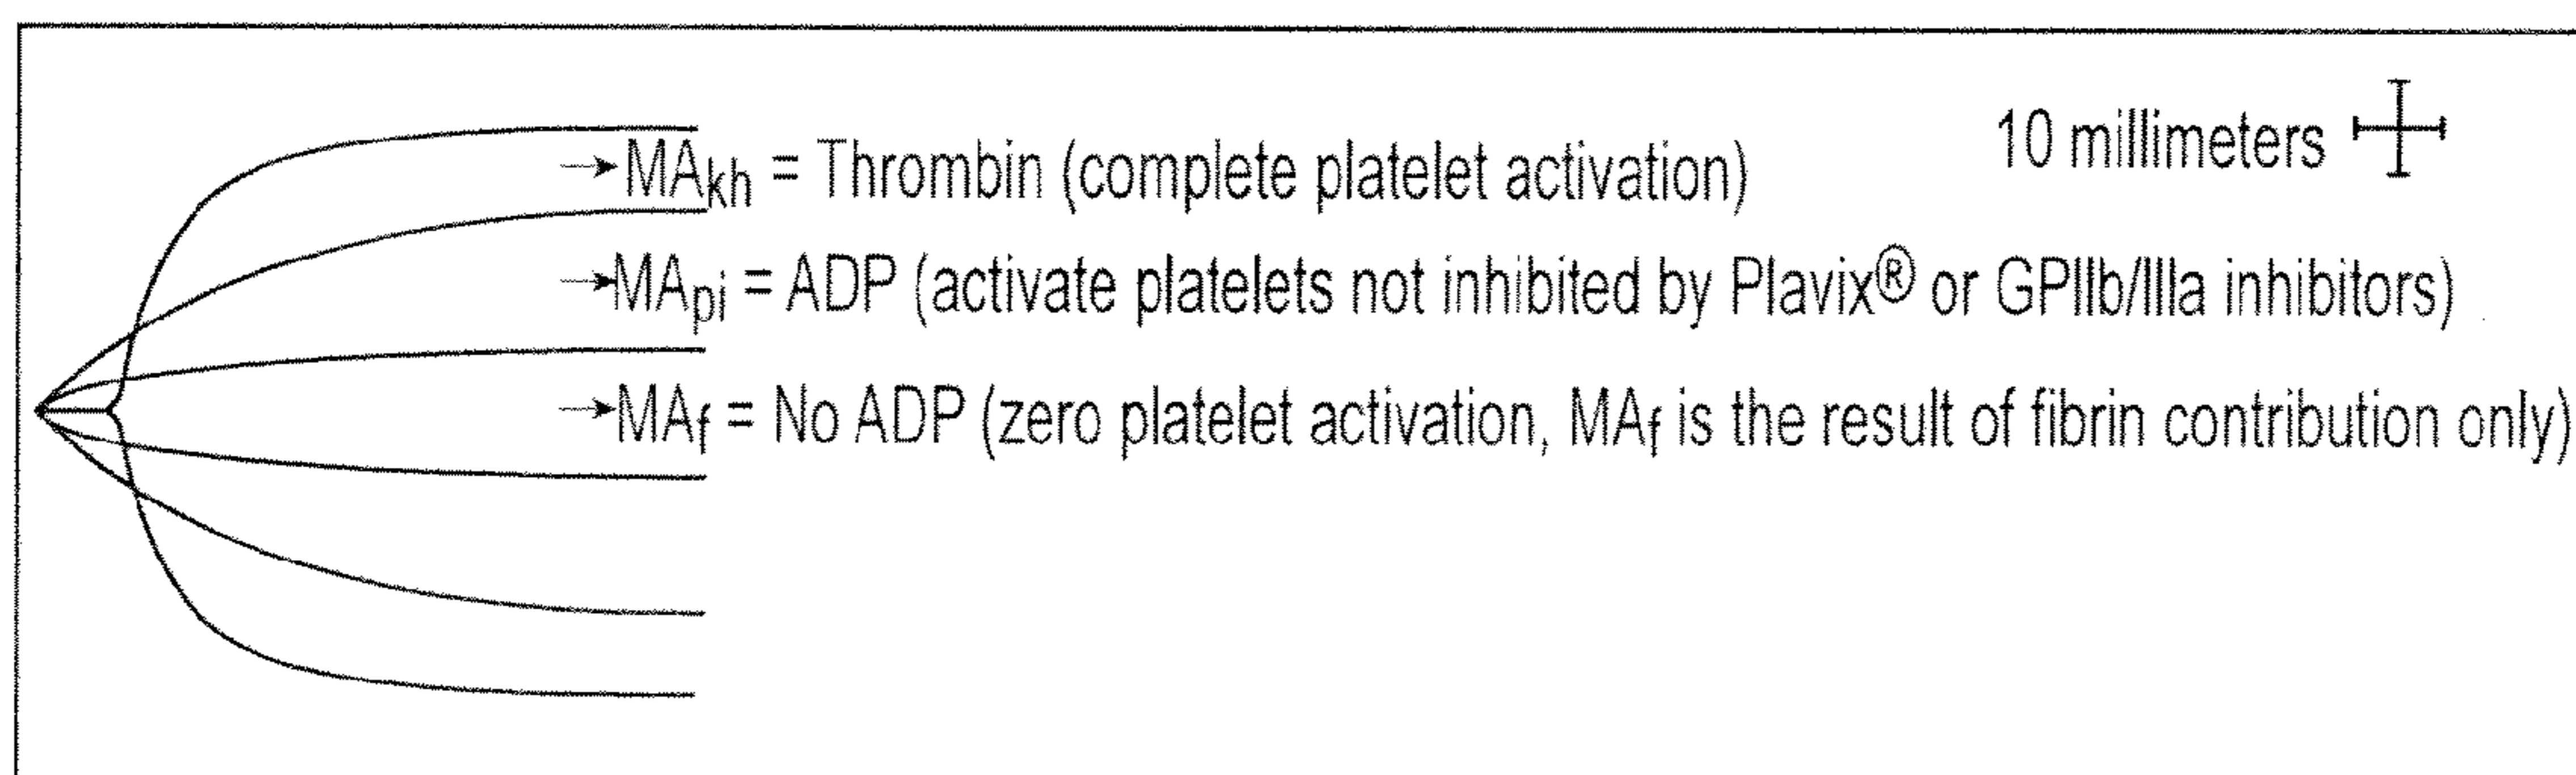 10 millimeters
→MAkh = Thrombin (complete platelet activation)
→MApi = ADP (activate platelets not inhibited by Plavix® or GPIIb/IIIa inhibitors)
→MAf = No ADP (zero platelet activation, MAf is the result of fibrin contribution only)